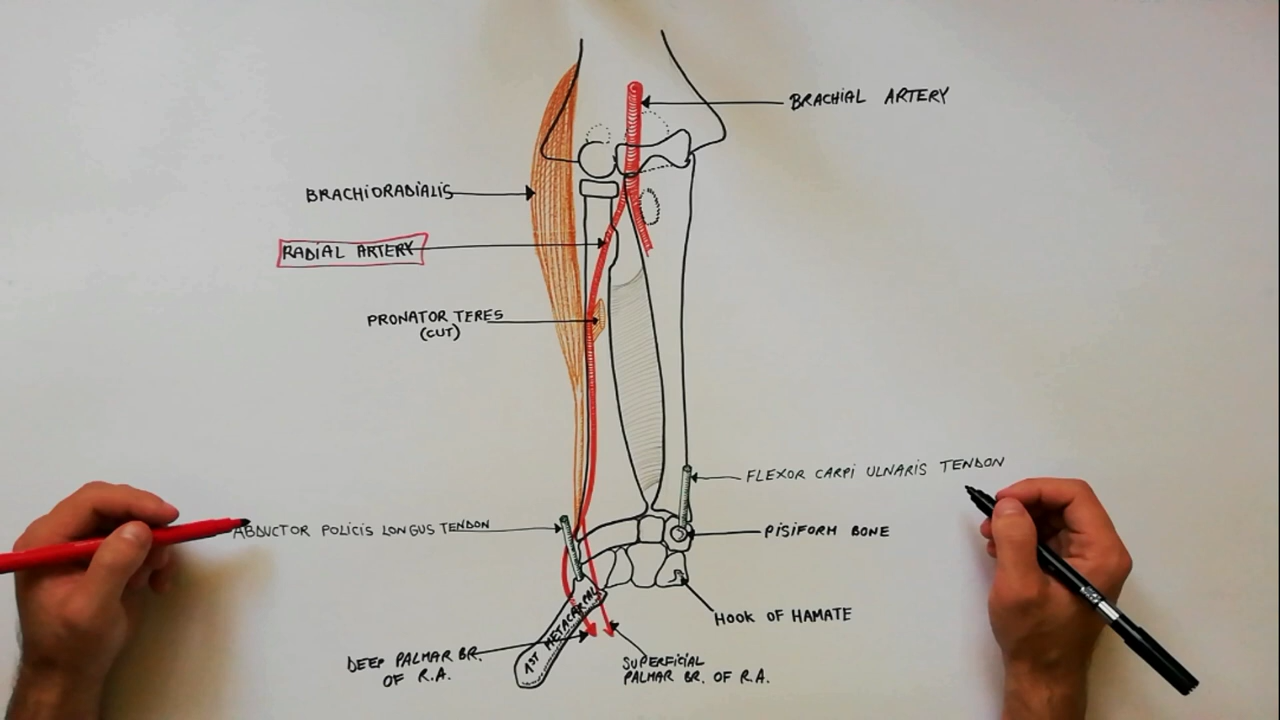 BRACHIAL ARTERY
BRACHIORADIALIS
RADIAL ARTERY
PRONATOR TERES
(CUT)
FLEXOR CARPI ULNARIS TENDON
ABDUCTOR POLICIS LONGUS TENDON
PISIFORM BONE
HOOK OF HAMATE
1ST METACARPAL
DEEP PALMAR BR.
OF R.A.
SUPERFICIAL
PALMAR BR. OF R.A.